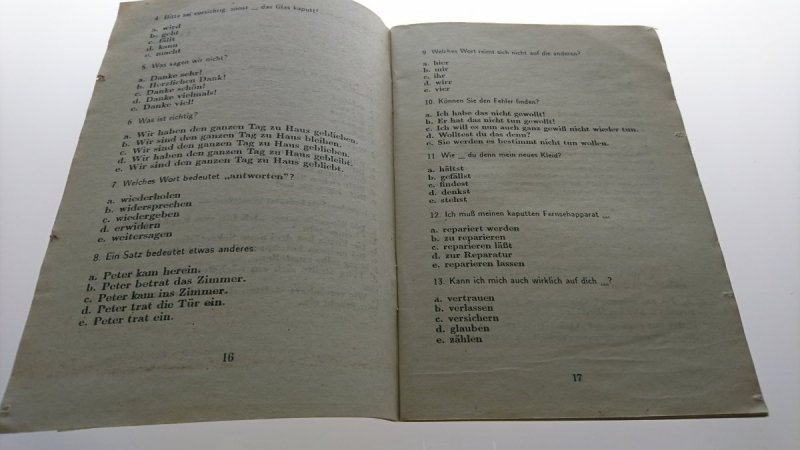 4. Bitte sei vorsichtig, sonst ... das Glas kaputt!
a. wird
b. geht
c. fällt
d. kann
e. macht
5. Was sagen wir nicht?
a. Danke sehr!
b. Herzlichen Dank!
c. Danke schön!
d. Danke vielmals!
e. Danke viel!
6 Was ist richtig?
a. Wir haben den ganzen Tag zu Haus geblieben.
b. Wir sind den ganzen Tag zu Haus bleiben.
c. Wir sind den ganzen Tag zu Haus geblieben.
d. Wir haben den ganzen Tag zu Haus gebleibt.
e. Wir sind den ganzen Tag zu Haus gebliebt.
7. Welches Wort bedeutet „antworten"?
a. wiederholen
b. widersprechen
c. wiedergeben
d. erwidern
e. weitersagen
8. Ein Satz bedeutet etwas anderes:
a. Peter kam herein.
b. Peter betrat das Zimmer.
c. Peter kam ins Zimmer.
d. Peter trat die Tür ein.
e. Peter trat ein.
16
9 Welches Wort reimt sich nicht auf die anderen?
a. hier
b. mir
c. ihr
d. wirr
e. vier
10. Können Sie den Fehler finden?
a. Ich habe das nicht gewollt!
b. Er hat das nicht tun gewollt!
c. Ich will es nun auch ganz gewiß nicht wieder tun.
d. Wolltest du das denn?
e. Sie werden es bestimmt nicht tun wollen.
11 Wie ... du denn mein neues Kleid?
a. hältst
b. gefällst
c. findest
d. denkst
e. stehst
12. Ich muß meinen kaputten Fernsehapparat ...
a. repariert werden
b. zu reparieren
c. reparieren läßt
d. zur Reparatur
e. reparieren lassen
13. Kann ich mich auch wirklich auf dich ...?
a. vertrauen
b. verlassen
c. versichern
d. glauben
e. zählen
17